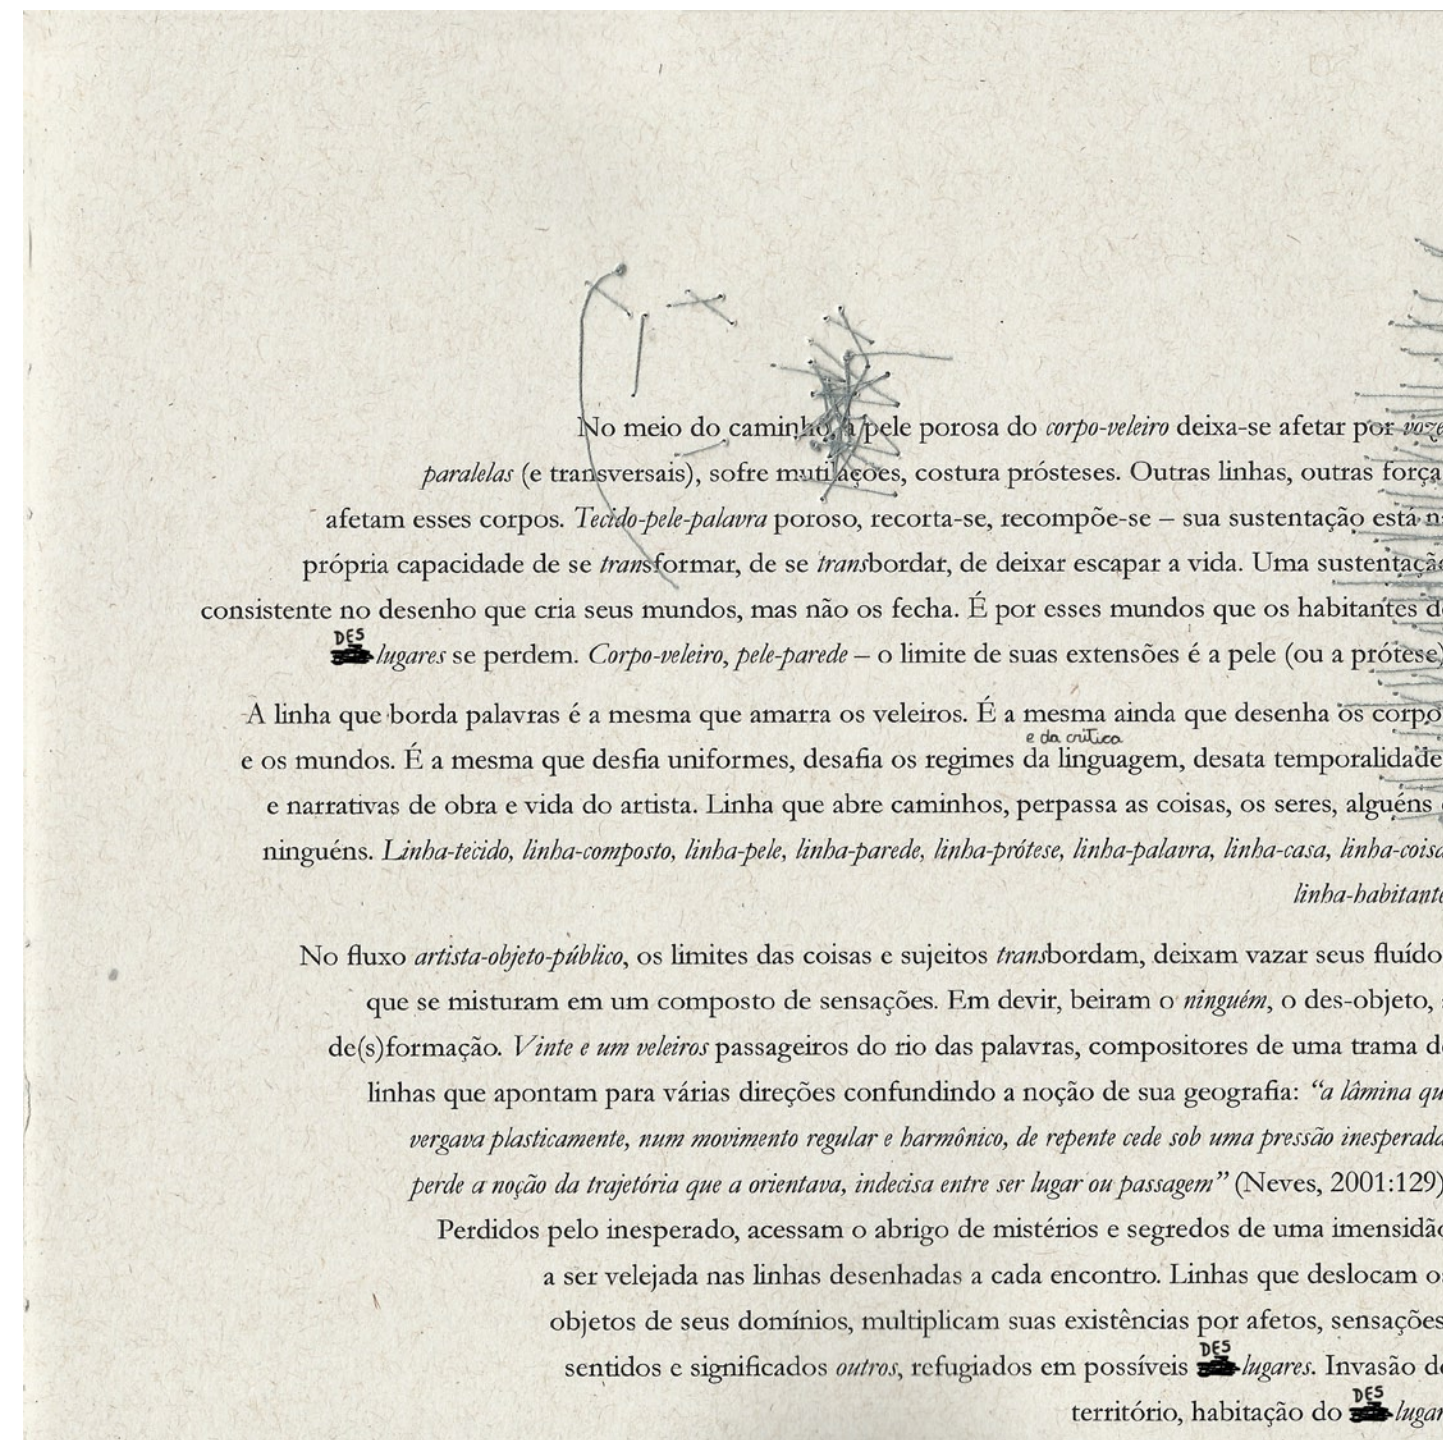 No meio do caminho, a pele porosa do corpo-veleiro deixa-se afetar por voze
paralelas (e transversais), sofre mutilações, costura prósteses. Outras linhas, outras força
afetam esses corpos. Tecido-pele-palavra poroso, recorta-se, recompõe-se – sua sustentação está n
própria capacidade de se transformar, de se transbordar, de deixar escapar a vida. Uma sustentaçã
consistente no desenho que cria seus mundos, mas não os fecha. É por esses mundos que os habitantes d
DES
lugares se perdem. Corpo-veleiro, pele-parede – o limite de suas extensões é a pele (ou a prótese)
A linha que borda palavras é a mesma que amarra os veleiros. É a mesma ainda que desenha os corpo
e da crítica
e os mundos. É a mesma que desfia uniformes, desafia os regimes da linguagem, desata temporalidade
e narrativas de obra e vida do artista. Linha que abre caminhos, perpassa as coisas, os seres, alguéns
ninguéns. Linha-tecido, linha-composto, linha-pele, linha-parede, linha-prótese, linha-palavra, linha-casa, linha-coisa
linha-habitante
No fluxo artista-objeto-público, os limites das coisas e sujeitos transbordam, deixam vazar seus fluído
que se misturam em um composto de sensações. Em devir, beiram o ninguém, o des-objeto,
de(s)formação. Vinte e um veleiros passageiros do rio das palavras, compositores de uma trama d
linhas que apontam para várias direções confundindo a noção de sua geografia: “a lâmina qu
vergava plasticamente, num movimento regular e harmônico, de repente cede sob uma pressão inesperada
perde a noção da trajetória que a orientava, indecisa entre ser lugar ou passagem” (Neves, 2001:129)
Perdidos pelo inesperado, acessam o abrigo de mistérios e segredos de uma imensidão
a ser velejada nas linhas desenhadas a cada encontro. Linhas que deslocam o
objetos de seus domínios, multiplicam suas existências por afetos, sensações
DES
sentidos e significados outros, refugiados em possíveis lugares. Invasão d
DES
território, habitação do lugar